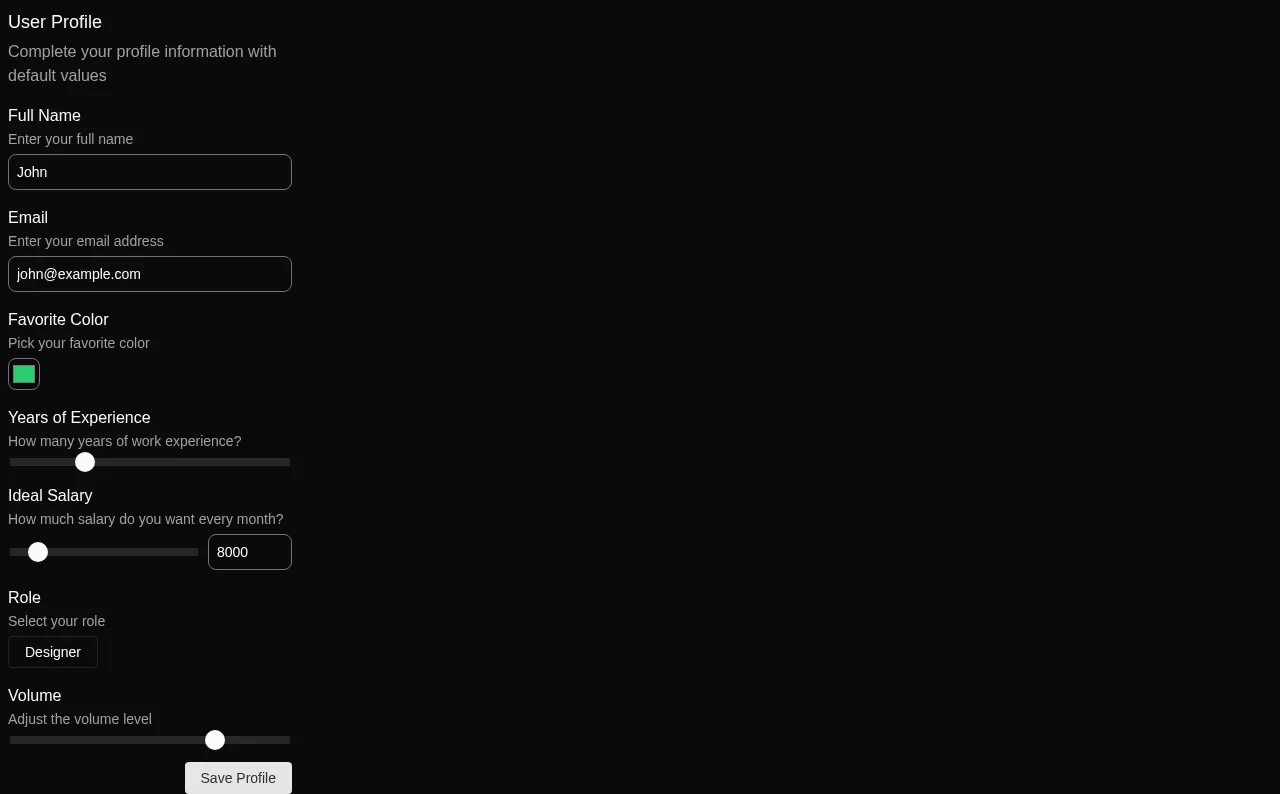 User Profile
Complete your profile information with
default values
Full Name
Enter your full name
John
Email
Enter your email address
john@example.com
Favorite Color
Pick your favorite color
Years of Experience
How many years of work experience?
Ideal Salary
How much salary do you want every month?
8000
Role
Select your role
Designer
Volume
Adjust the volume level
Save Profile